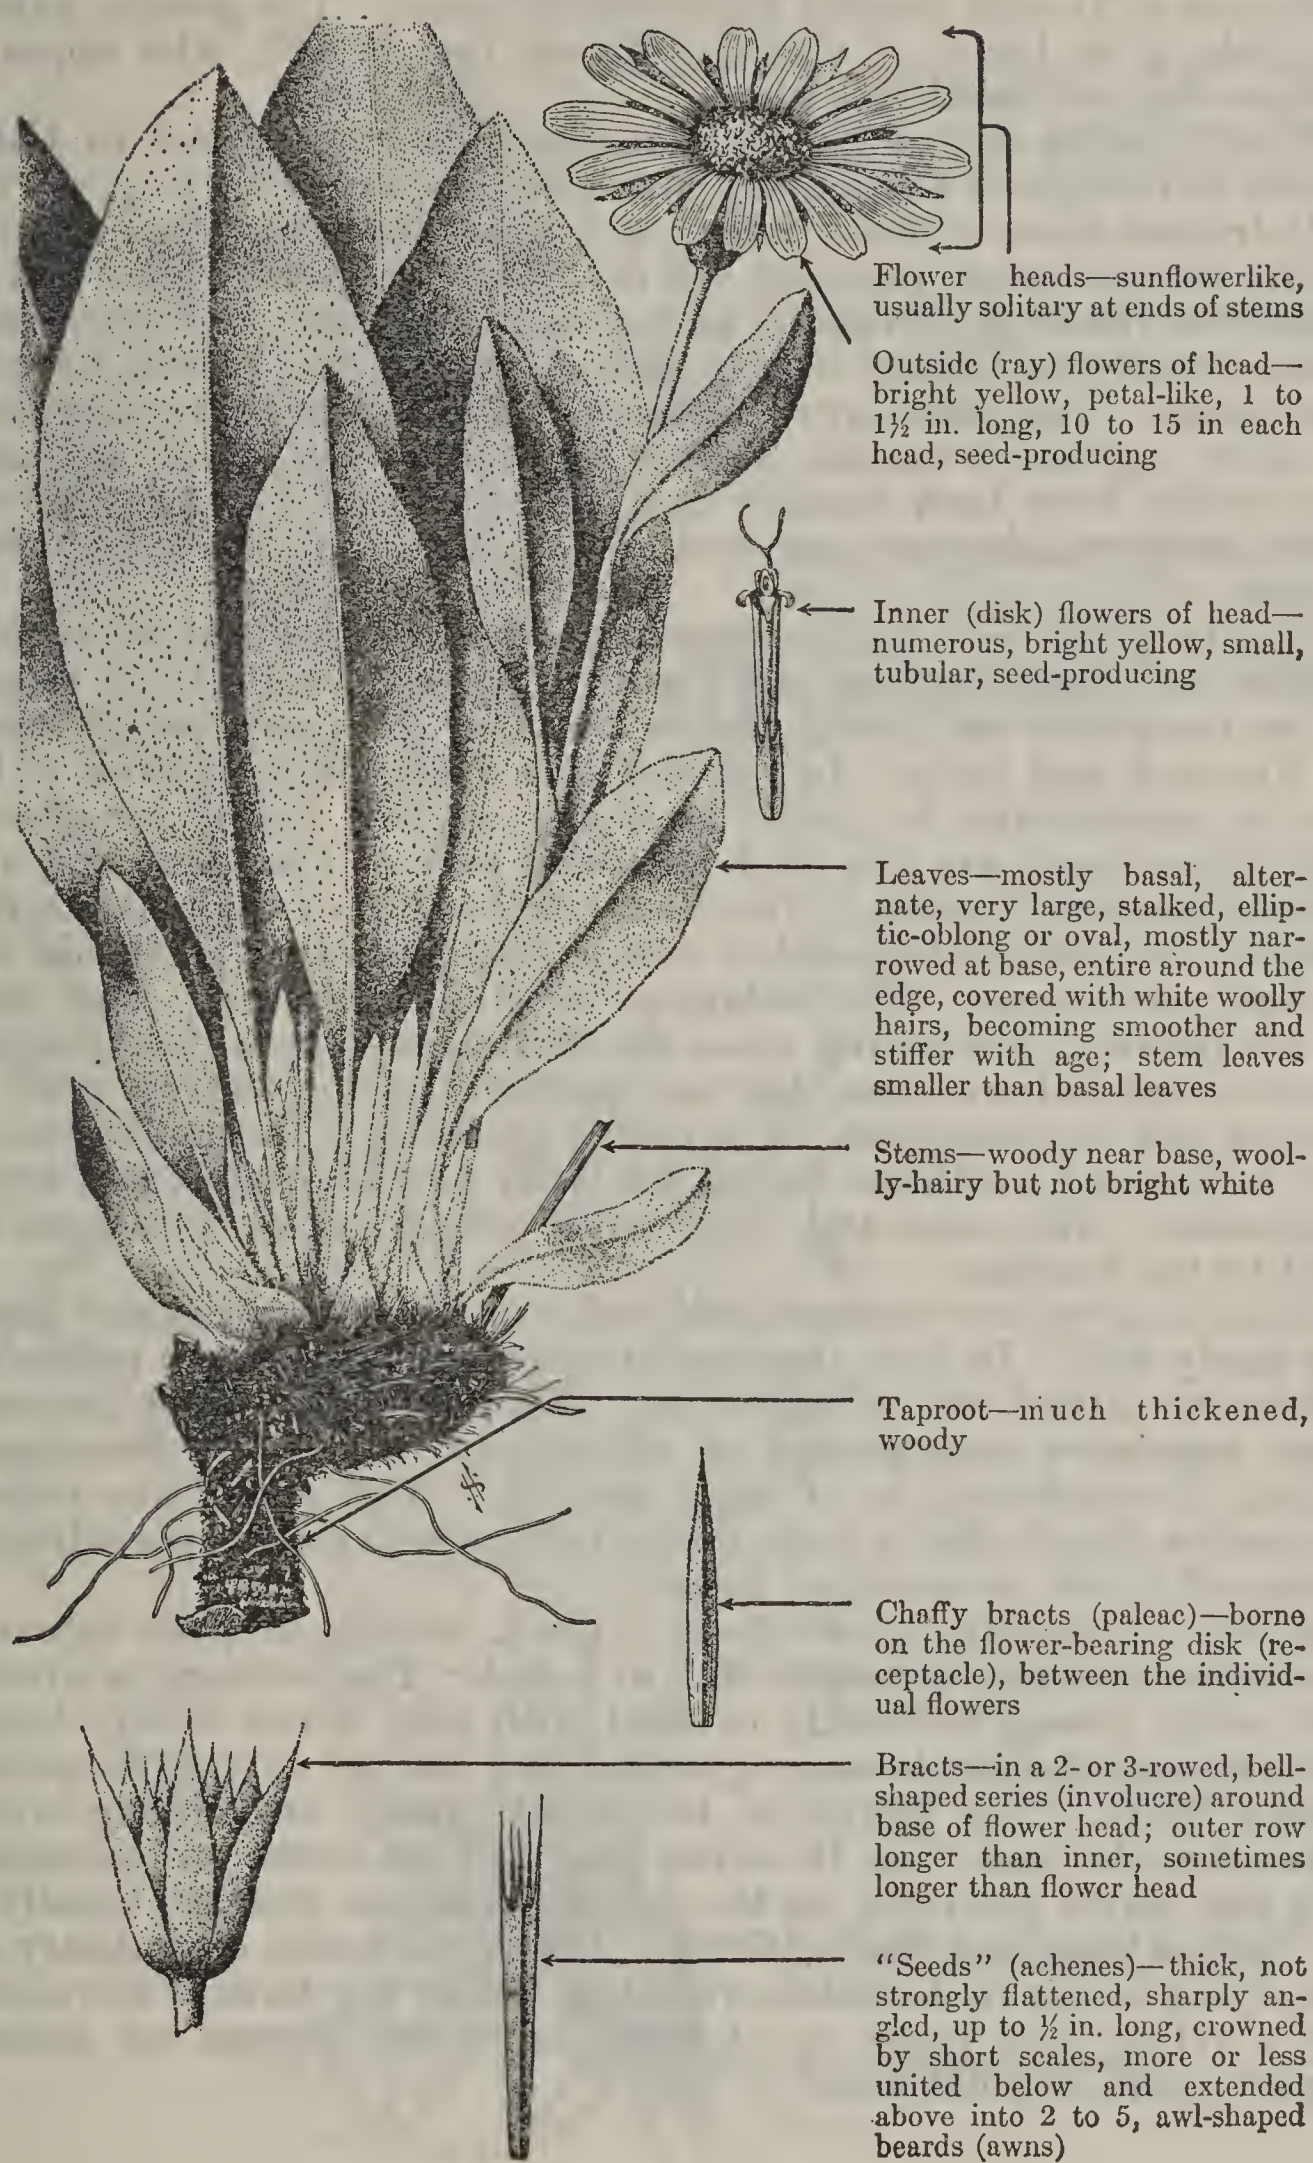 Flower heads—sunflowerlike,
usually solitary at ends of stems
Outside (ray) flowers of head—
bright yellow, petal-like, 1 to
1½ in. long, 10 to 15 in each
head, seed-producing
Inner (disk) flowers of head—
numerous, bright yellow, small,
tubular, seed-producing
Leaves—mostly basal, alter-
nate, very large, stalked, ellip-
tic-oblong or oval, mostly nar-
rowed at base, entire around the
edge, covered with white woolly
hairs, becoming smoother and
stiffer with age; stem leaves
smaller than basal leaves
Stems—woody near base, wool-
ly-hairy but not bright white
Taproot—much thickened,
woody
Chaffy bracts (paleae)—borne
on the flower-bearing disk (re-
ceptacle), between the individ-
ual flowers
Bracts—in a 2- or 3-rowed, bell-
shaped series (involucre) around
base of flower head; outer row
longer than inner, sometimes
longer than flower head
“Seeds” (achenes)—thick, not
strongly flattened, sharply an-
gled, up to ½ in. long, crowned
by short scales, more or less
united below and extended
above into 2 to 5, awl-shaped
beards (awns)